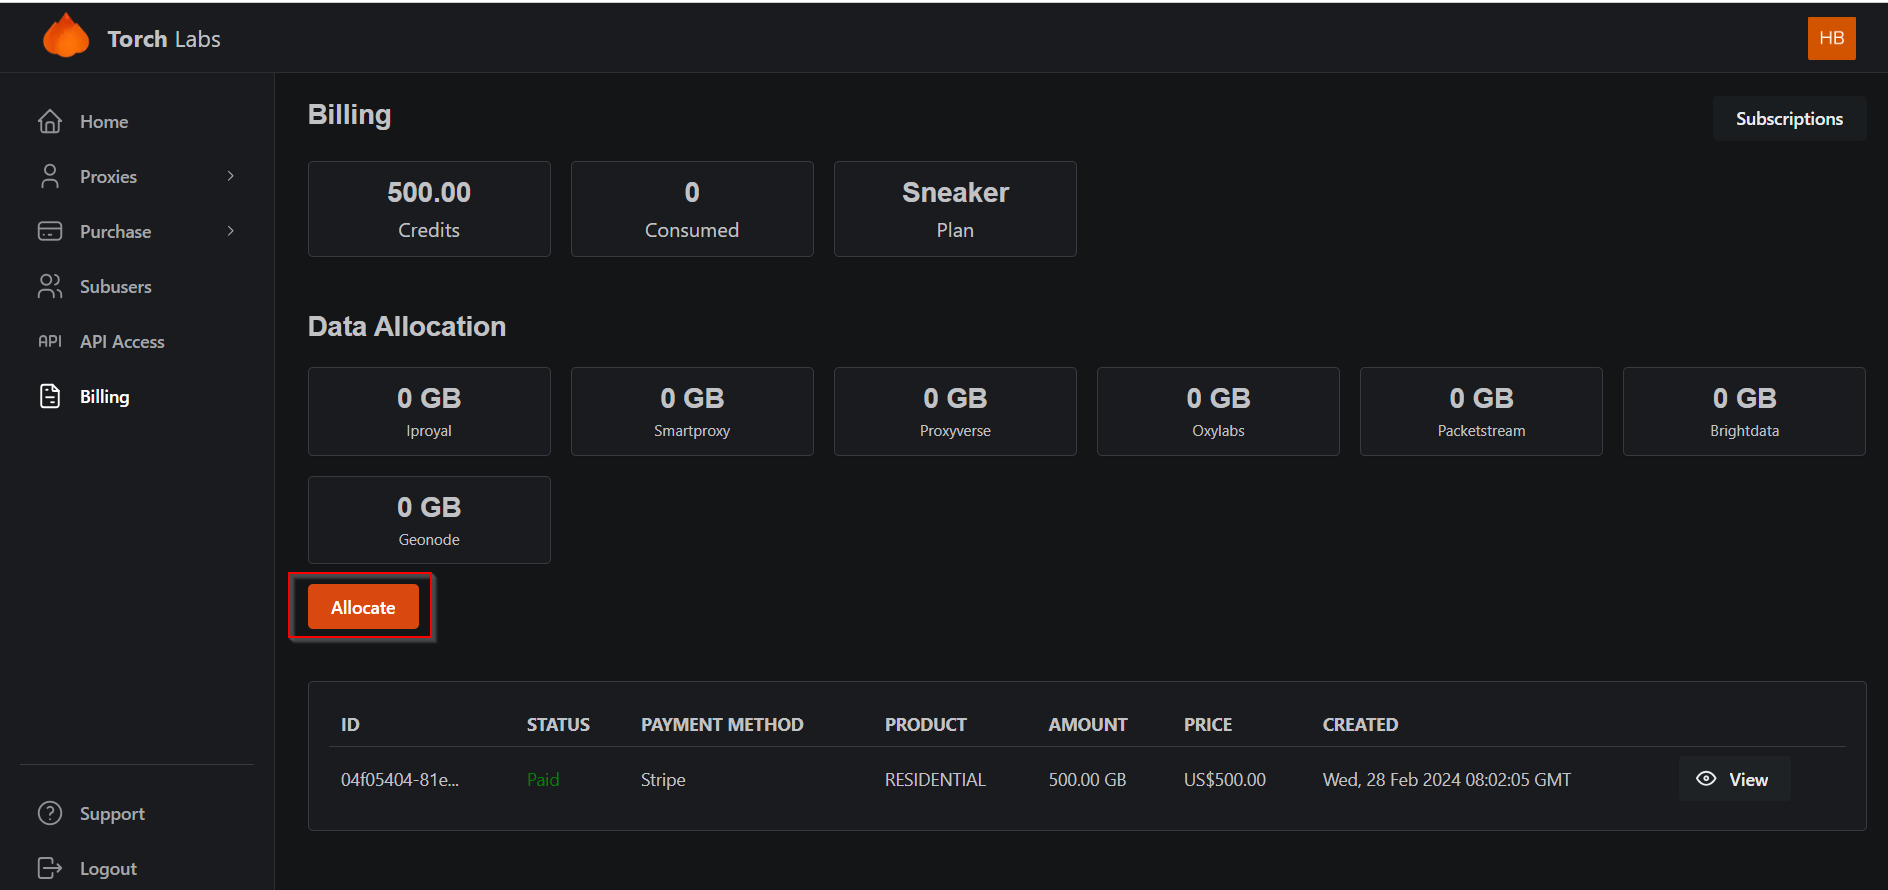 Torch Labs
HB
Home
Proxies
Purchase
Subusers
API API Access
Billing
Support
Logout
Billing
Subscriptions
500.00
Credits
0
Consumed
Sneaker
Plan
Data Allocation
0 GB
Iproyal
0 GB
Smartproxy
0 GB
Proxyverse
0 GB
Oxylabs
0 GB
Packetstream
0 GB
Brightdata
0 GB
Geonode
Allocate
ID STATUS PAYMENT METHOD PRODUCT AMOUNT PRICE CREATED
04f05404-81e... Paid Stripe RESIDENTIAL 500.00 GB US$500.00 Wed, 28 Feb 2024 08:02:05 GMT View